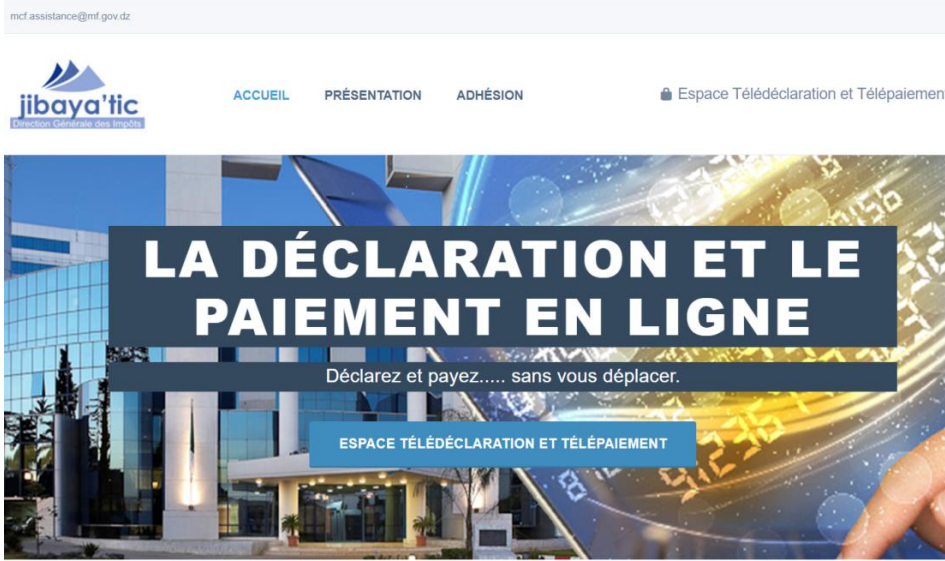 mcf.assistance@mf.gov.dz
jibaya'tic
Direction Générale des Impôts
ACCUEIL PRÉSENTATION ADHÉSION Espace Télédéclaration et Télépaiement
LA DÉCLARATION ET LE
PAIEMENT EN LIGNE
Déclarez et payez..... sans vous déplacer.
ESPACE TÉLÉDÉCLARATION ET TÉLÉPAIEMENT